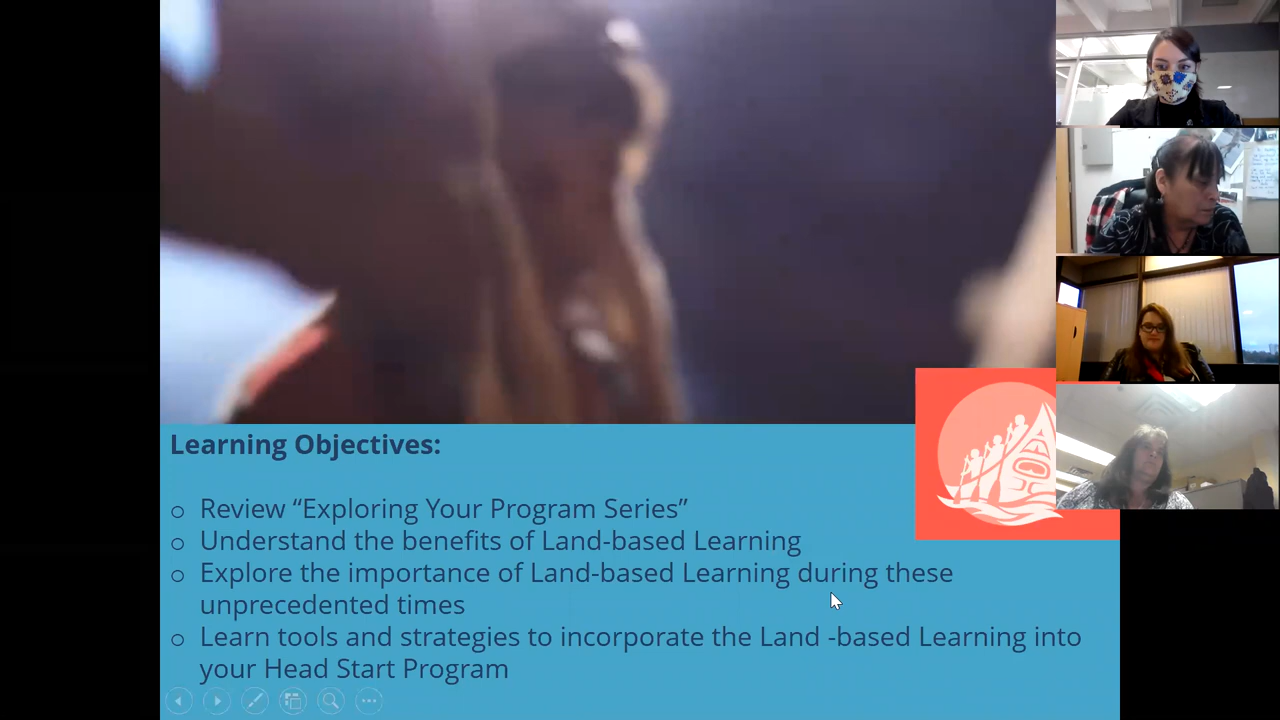 Learning Objectives:
o Review “Exploring Your Program Series”
o Understand the benefits of Land-based Learning
o Explore the importance of Land-based Learning during these
unprecedented times
o Learn tools and strategies to incorporate the Land -based Learning into
your Head Start Program